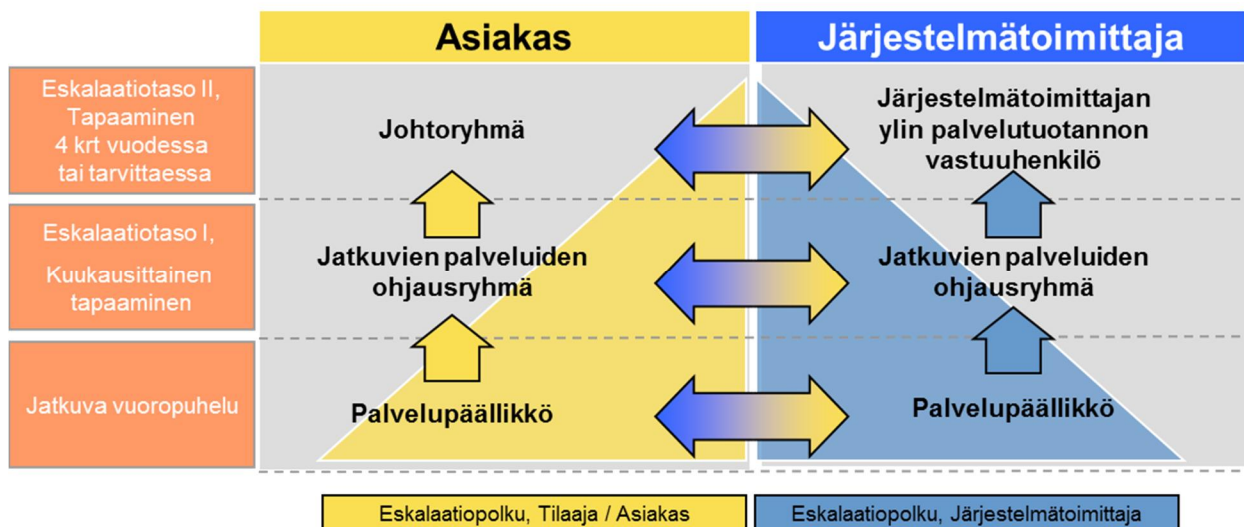 Asiakas
Järjestelmätoimittaja
Eskalaatiotaso II,
Tapaaminen
4 krt vuodessa
tai tarvittaessa
Johtoryhmä
Järjestelmätoimittajan
ylin palvelutuotannon
vastuuhenkilö
Eskalaatiotaso I,
Kuukausittainen
tapaaminen
Jatkuvien palveluiden
ohjausryhmä
Jatkuvien palveluiden
ohjausryhmä
Jatkuva vuoropuhelu
Palvelupäällikkö
Palvelupäällikkö
Eskalaatiopolku, Tilaaja / Asiakas
Eskalaatiopolku, Järjestelmätoimittaja